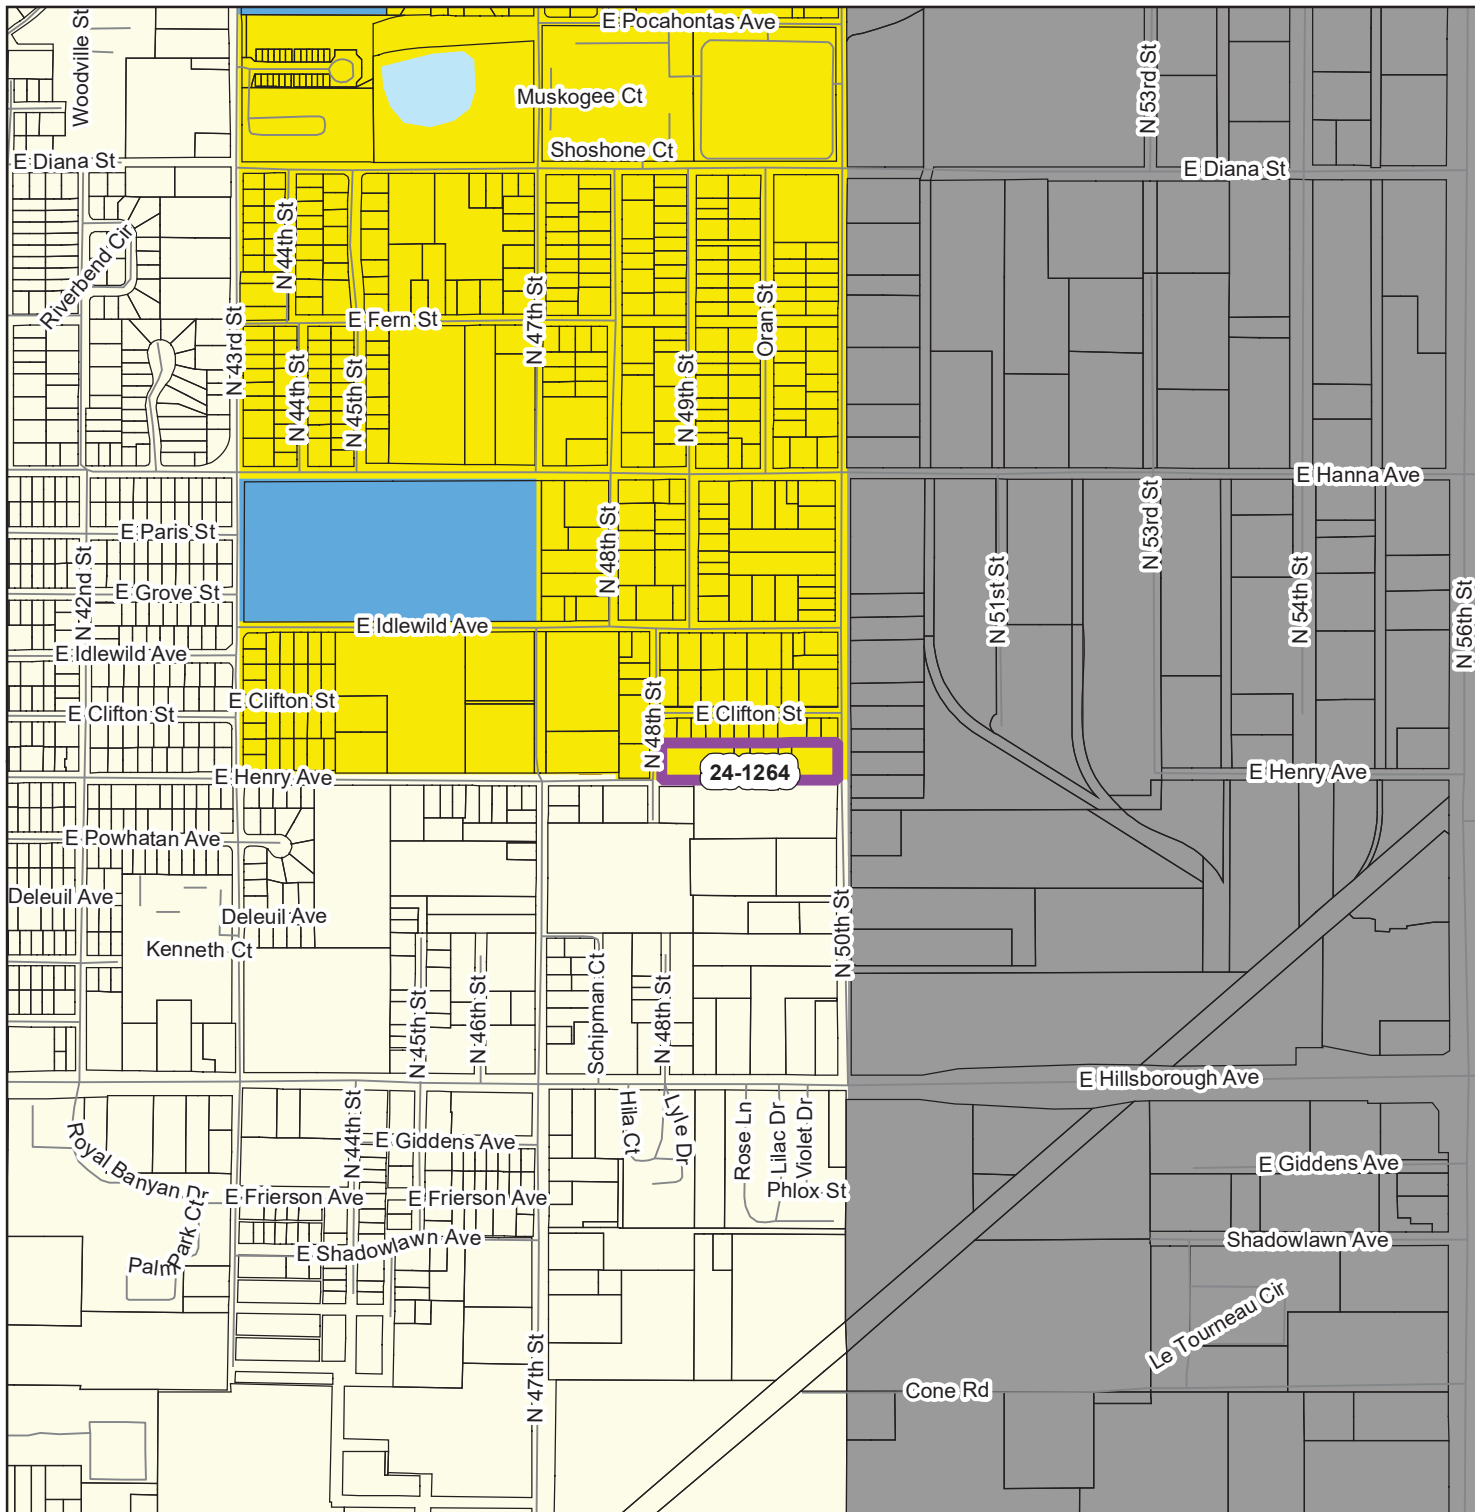 E Pocahontas Ave
Woodville St
N 53rd St
Muskogee Ct
Shoshone Ct
E Diana St
E Diana St
Riverbend Cir
N 44th St
N 43rd St
E Fern St
N 47th St
Oran St
N 44th St
N 45th St
N 49th St
E Hanna Ave
E Paris St
N 42nd St
E Grove St
N 48th St
N 51st St
N 53rd St
N 54th St
N 56th St
E Idlewild Ave
E Idlewild Ave
E Clifton St
E Clifton St
N 48th St
E Clifton St
E Henry Ave
24-1264
E Henry Ave
E Powhatan Ave
Deleuil Ave
Deleuil Ave
Kenneth Ct
N 50th St
N 45th St
N 46th St
Schipman Ct
N 48th St
E Hillsborough Ave
Royal Banyan Dr
N 44th St
E Giddens Ave
Hila Ct
Lyle Dr
Rose Ln
Lilac Dr
Violet Dr
Phlox St
E Giddens Ave
E Frierson Ave
E Frierson Ave
Palm Park Ct
E Shadowlawn Ave
Shadowlawn Ave
Le Tourneau Cir
N 47th St
Cone Rd